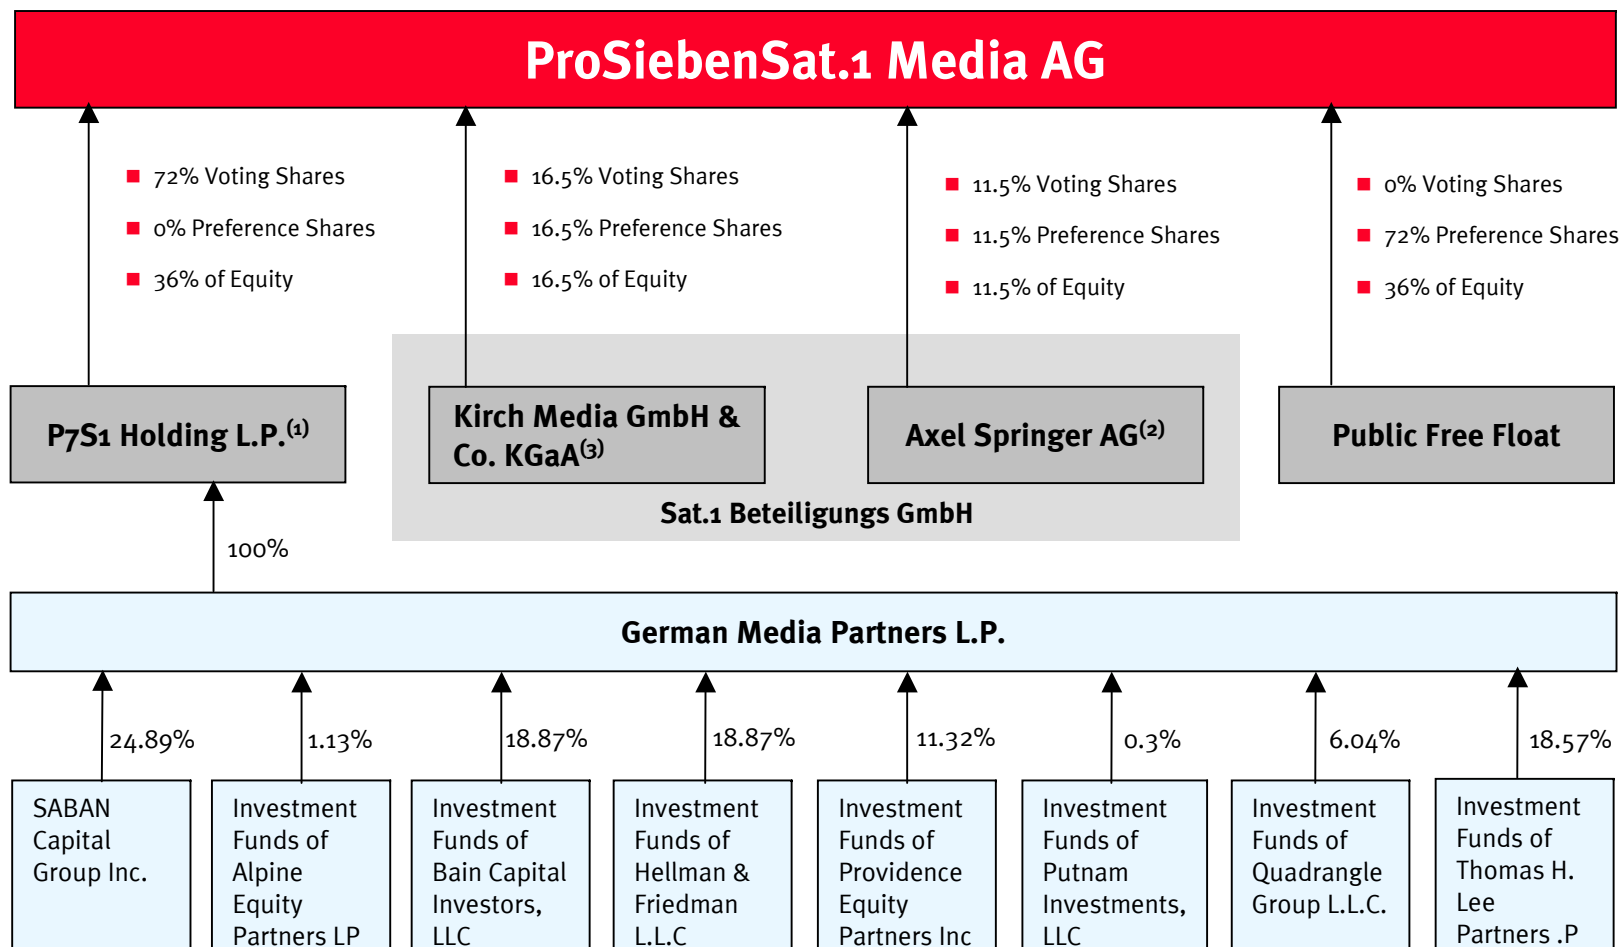 ProSiebenSat.1 Media AG
72% Voting Shares
0% Preference Shares
36% of Equity
16.5% Voting Shares
16.5% Preference Shares
16.5% of Equity
11.5% Voting Shares
11.5% Preference Shares
11.5% of Equity
0% Voting Shares
72% Preference Shares
36% of Equity
P7S1 Holding L.P.(1)
Kirch Media GmbH &
Co. KGaA(3)
Axel Springer AG(2)
Public Free Float
Sat.1 Beteiligungs GmbH
100%
German Media Partners L.P.
24.89%
1.13%
18.87%
18.87%
11.32%
0.3%
6.04%
18.57%
SABAN
Capital
Group Inc.
Investment
Funds of
Alpine
Equity
Partners LP
Investment
Funds of
Bain Capital
Investors,
LLC
Investment
Funds of
Hellman &
Friedman
L.L.C
Investment
Funds of
Providence
Equity
Partners Inc
Investment
Funds of
Putnam
Investments,
LLC
Investment
Funds of
Quadrangle
Group L.L.C.
Investment
Funds of
Thomas H.
Lee
Partners .P